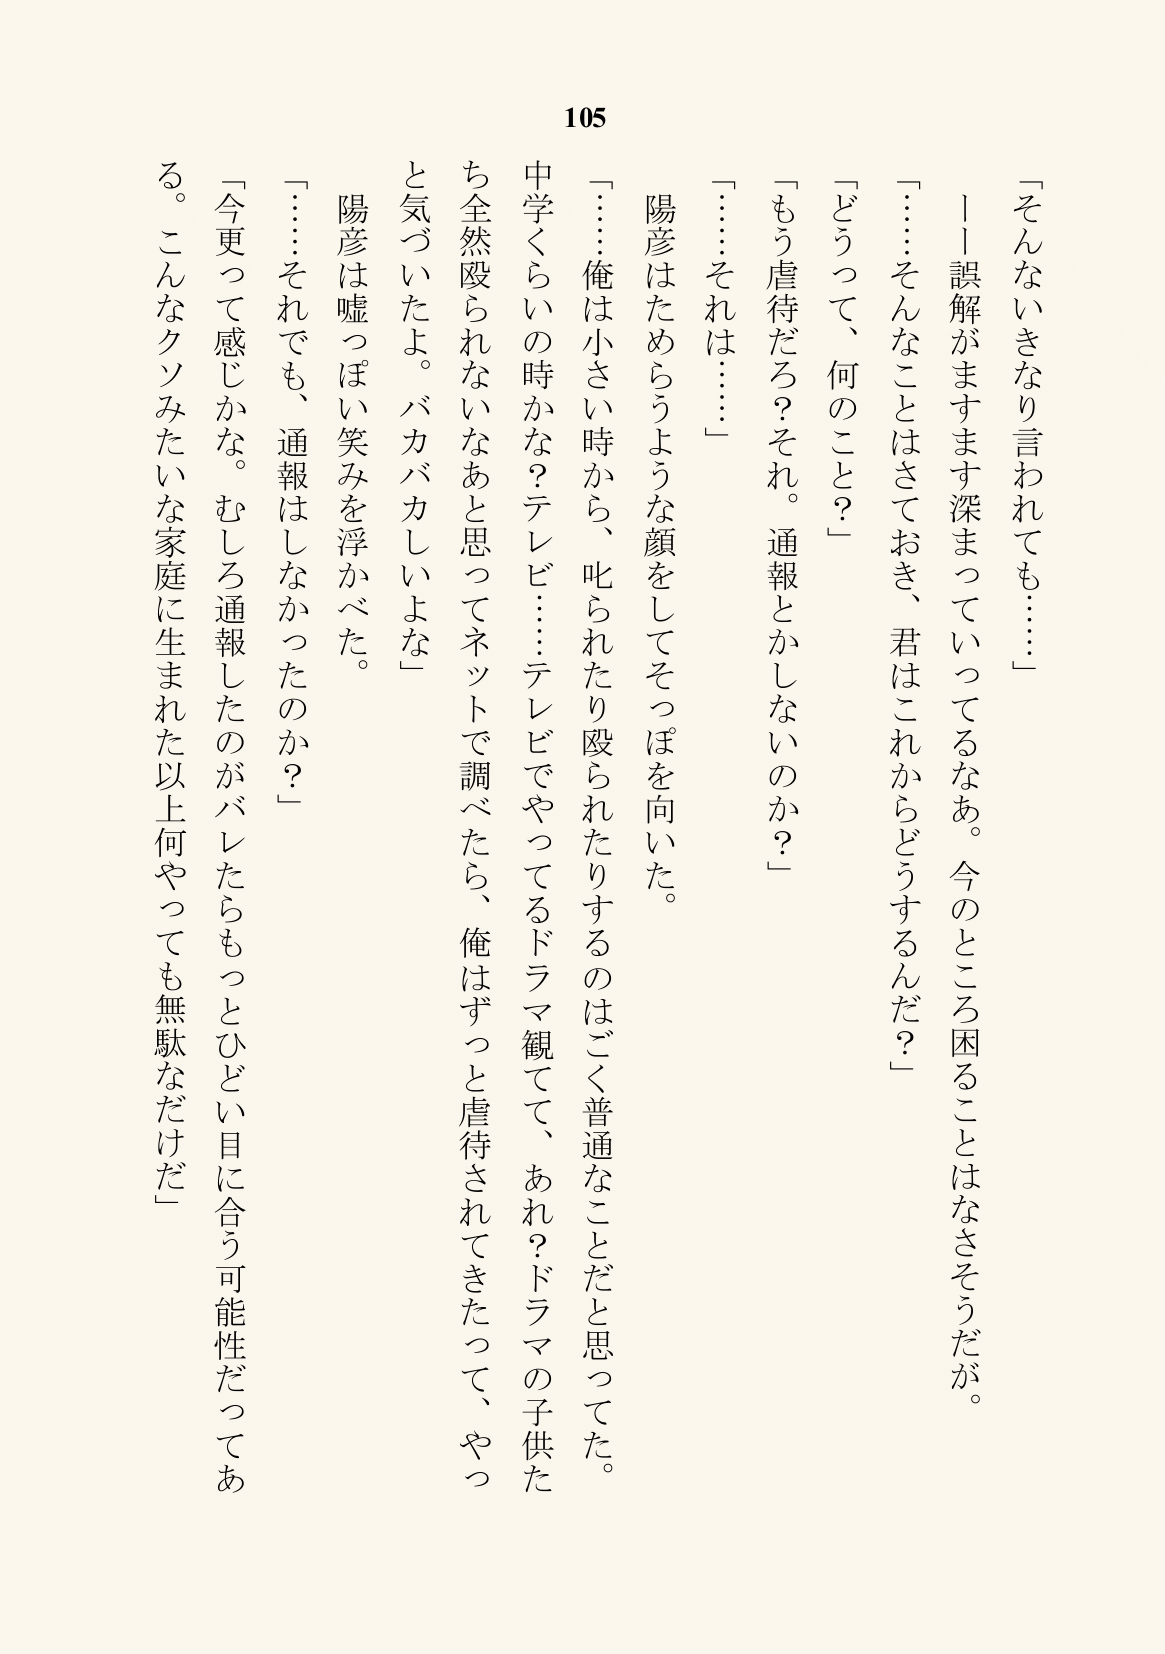 105
「そんないきなり言われても……」
　ーー誤解がますます深まっていってるなあ。今のところ困ることはなさそうだが。
「……そんなことはさておき、君はこれからどうするんだ？」
「どうって、何のこと？」
「もう虐待だろ？それ。通報とかしないのか？」
「……それは……」
　陽彦はためらうような顔をしてそっぽを向いた。
「……俺は小さい時から、叱られたり殴られたりするのはごく普通なことだと思ってた。
中学くらいの時かな？テレビ……テレビでやってるドラマ観てて、あれ？ドラマの子供た
ち全然殴られないなあと思ってネットで調べたら、俺はずっと虐待されてきたって、やっ
と気づいたよ。バカバカしいよな」
　陽彦は嘘っぽい笑みを浮かべた。
「……それでも、通報はしなかったのか？」
「今更って感じかな。むしろ通報したのがバレたらもっとひどい目に合う可能性だってあ
る。こんなクソみたいな家庭に生まれた以上何やっても無駄なだけだ」